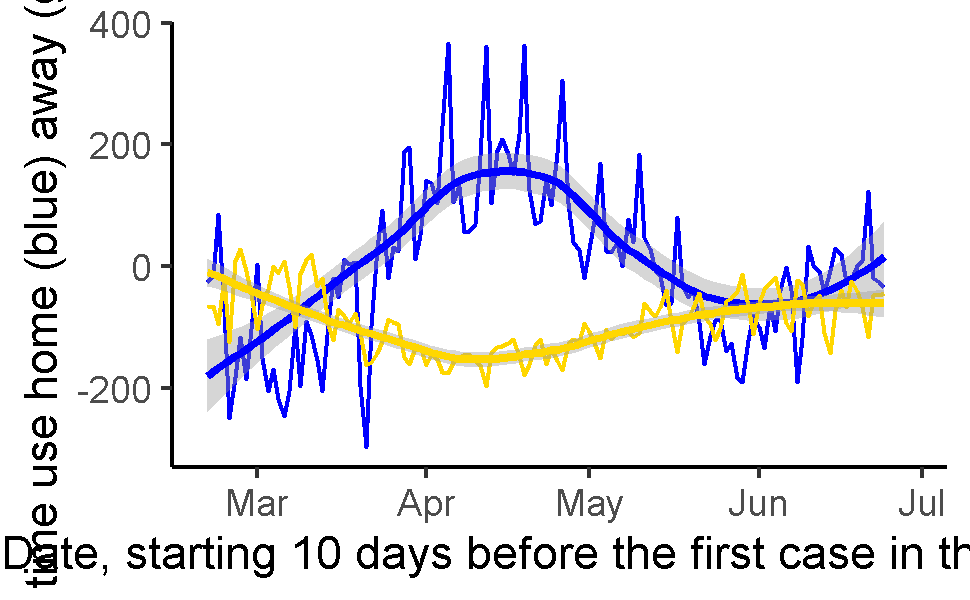 time use home (blue) away (
400
200
0
-200
Mar Apr May Jun Jul
Date, starting 10 days before the first case in th